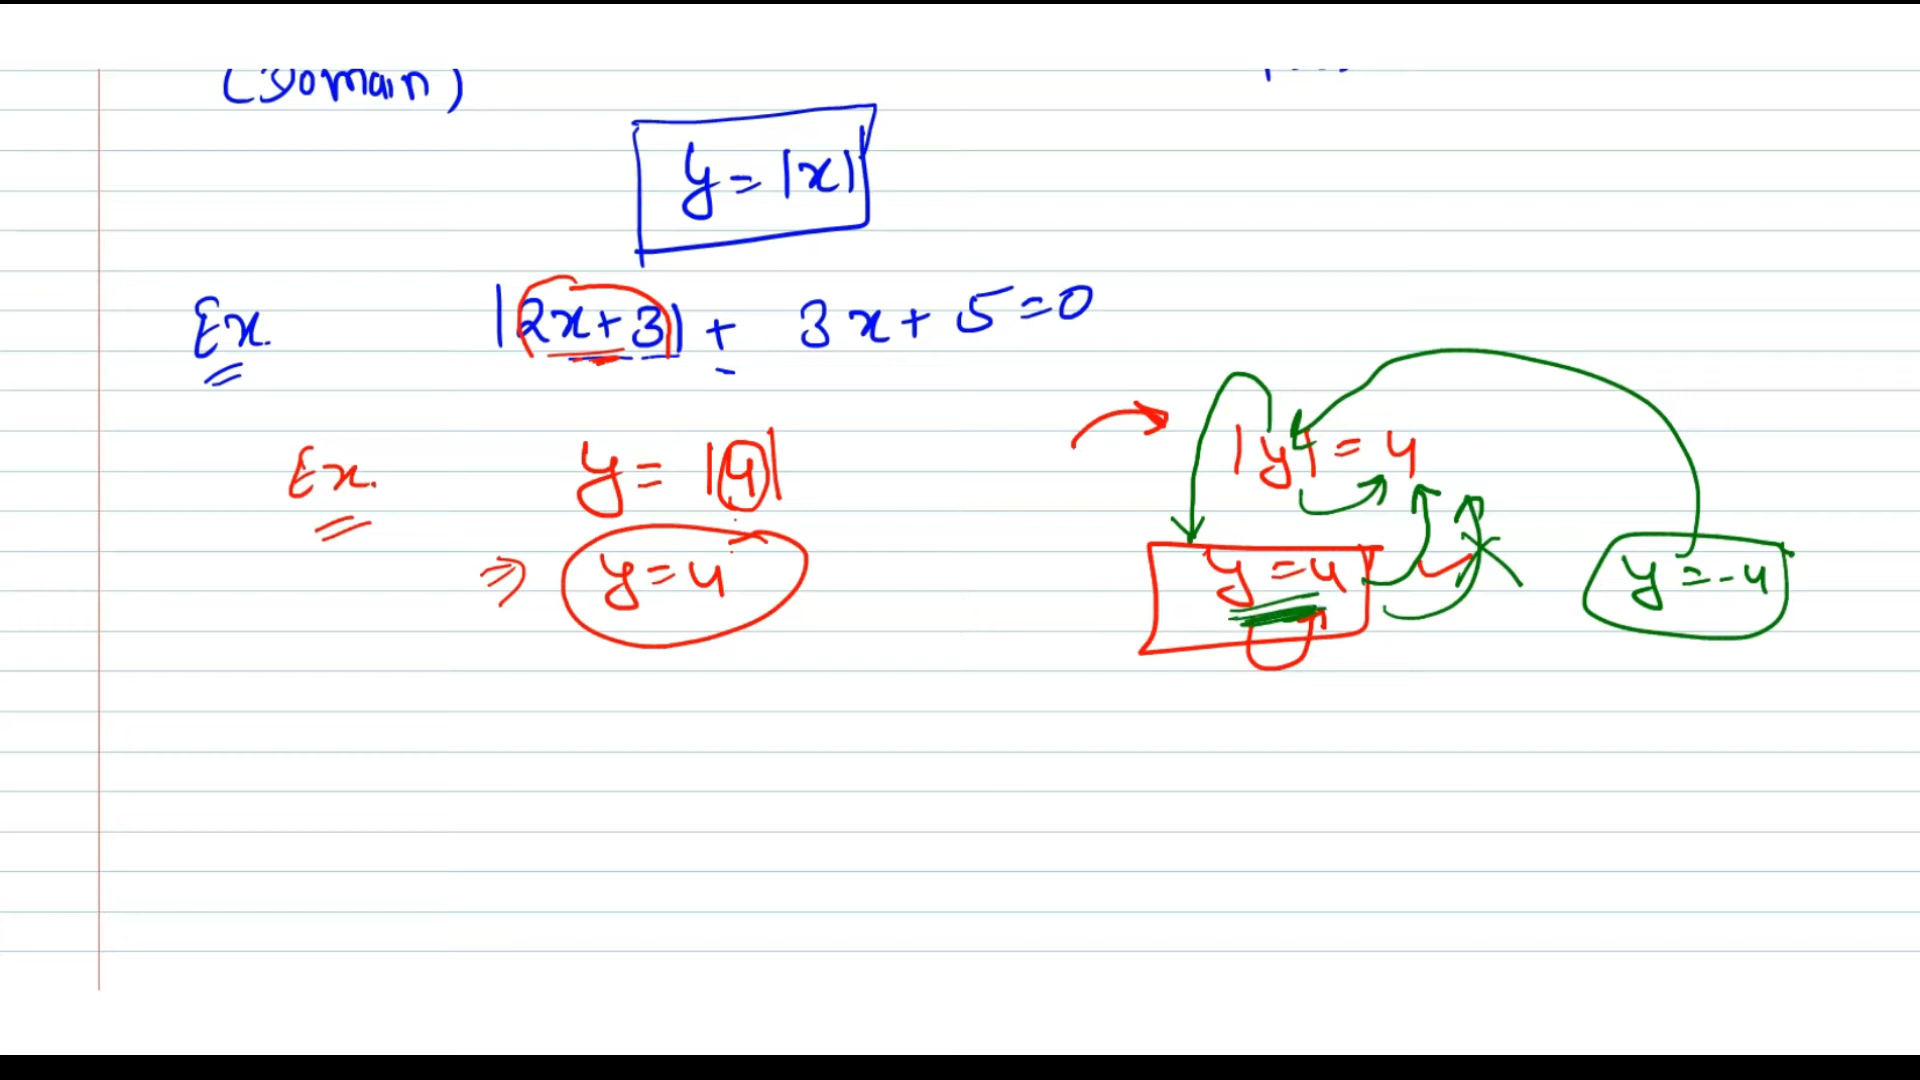 (Domain)
y = |x|
Ex. |2x+3| + 3x + 5 = 0
Ex. y = |4| |y| = 4
⇒ y = 4 y = 4 y = -4